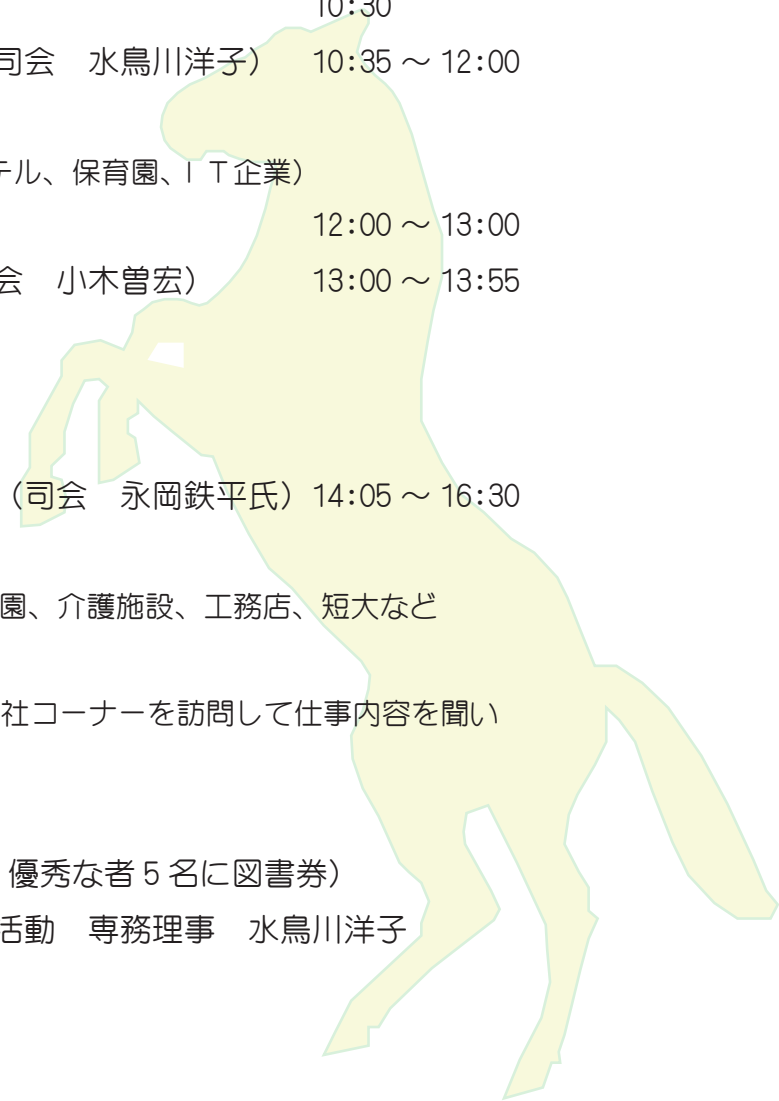 10:30
司会　水鳥川洋子）　10:35 ～ 12:00
テル、保育園、ＩＴ企業）
12:00 ～ 13:00
会　小木曽宏）　13:00 ～ 13:55
（司会　永岡鉄平氏）14:05 ～ 16:30
園、介護施設、工務店、短大など
社コーナーを訪問して仕事内容を聞い
優秀な者５名に図書券）
活動　専務理事　水鳥川洋子